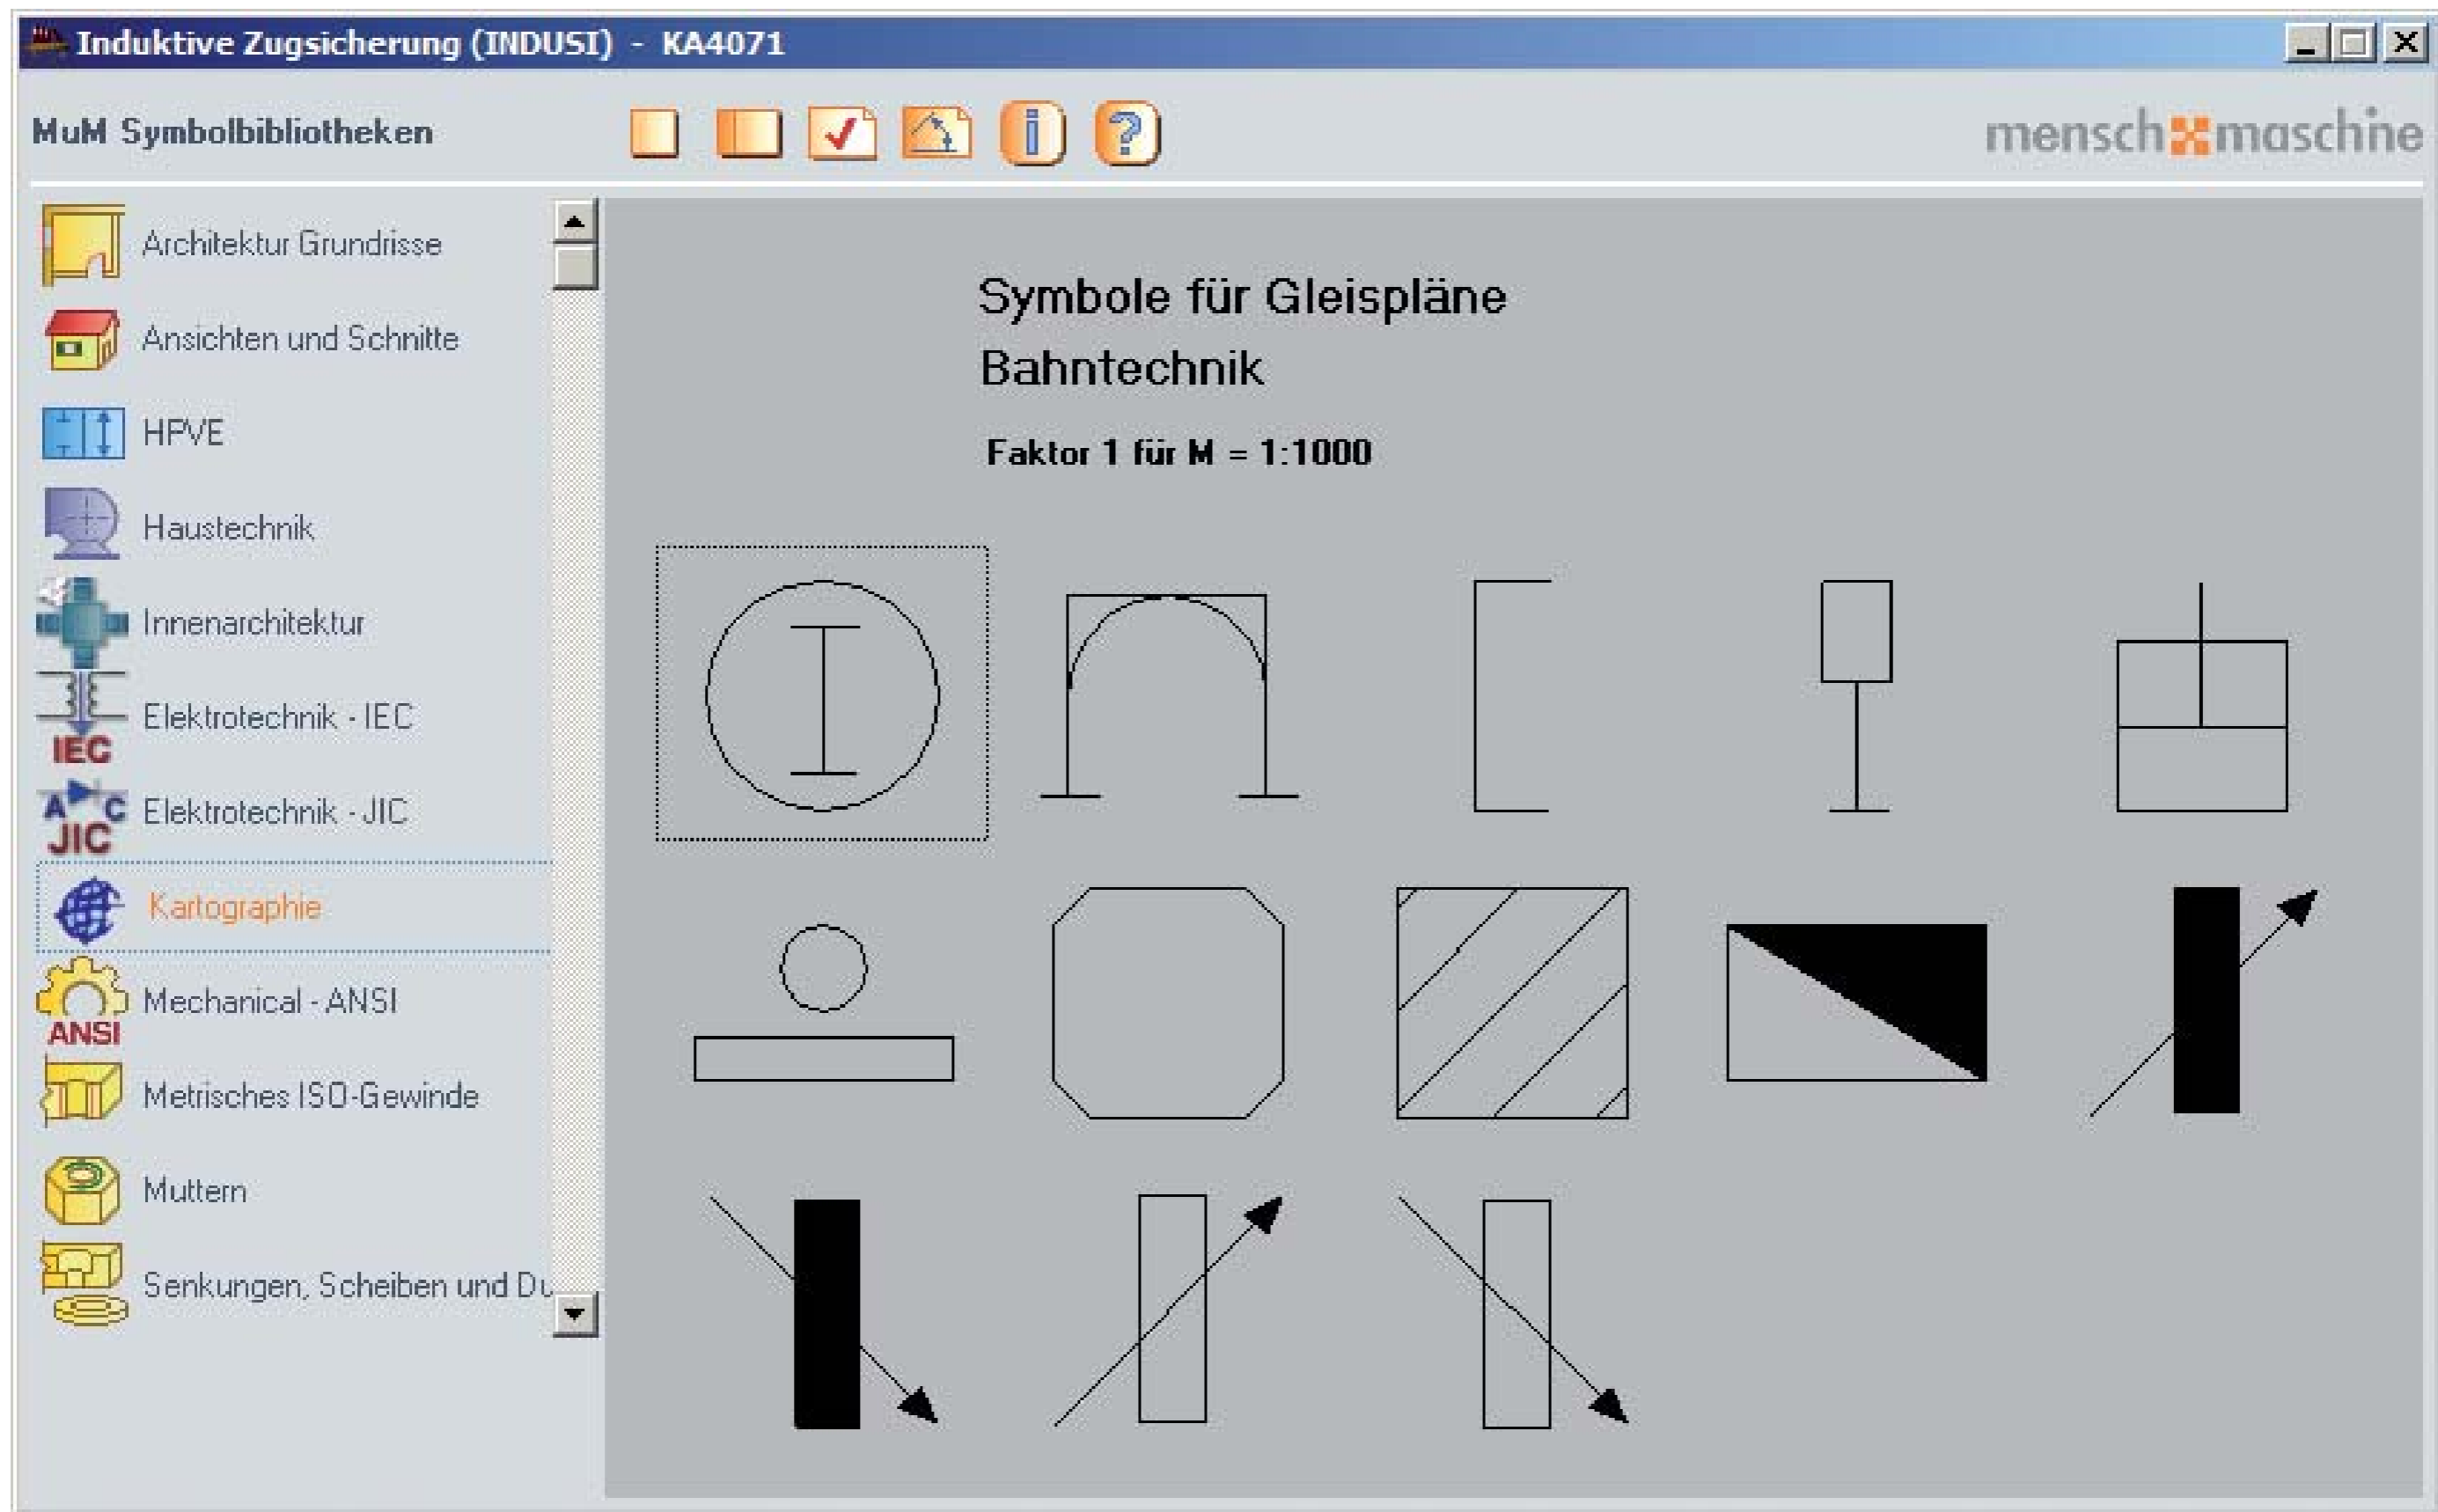 Induktive Zugsicherung (INDUSI) - KA4071
MuM Symbolbibliotheken
i
?
mensch maschine
Architektur Grundrisse
Ansichten und Schnitte
HPVE
Haustechnik
Innenarchitektur
IEC
Elektrotechnik - IEC
A C
JIC
Elektrotechnik - JIC
Kartographie
Mechanical - ANSI
ANSI
Metrisches ISO-Gewinde
Muttern
Senkungen, Scheiben und Du
Symbole für Gleispläne
Bahntechnik
Faktor 1 für M = 1:1000